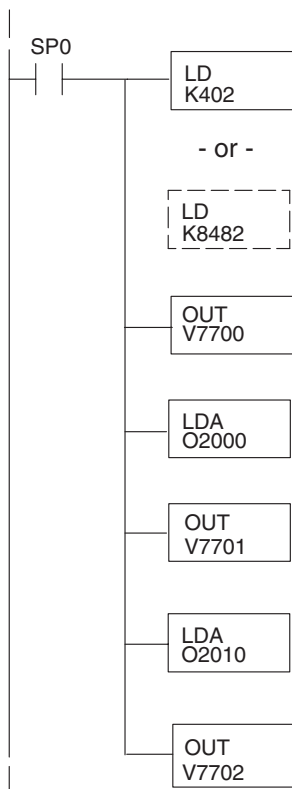 SP0
LD
K402
- or -
LD
K8482
OUT
V7700
LDA
O2000
OUT
V7701
LDA
O2010
OUT
V7702